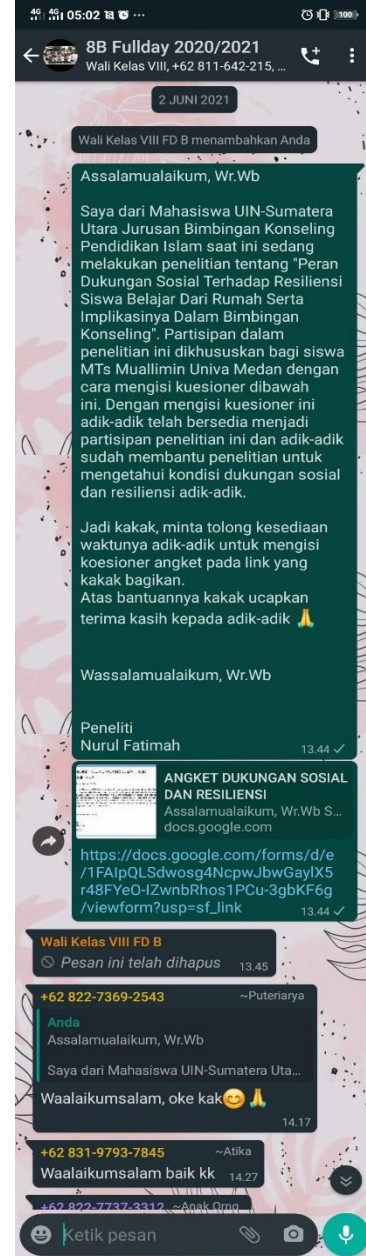 4G 4G 05:02 ··· 100
8B Fullday 2020/2021
Wali Kelas VIII, +62 811-642-215, ...
2 JUNI 2021
Wali Kelas VIII FD B menambahkan Anda
Assalamualaikum, Wr.Wb
Saya dari Mahasiswa UIN-Sumatera
Utara Jurusan Bimbingan Konseling
Pendidikan Islam saat ini sedang
melakukan penelitian tentang "Peran
Dukungan Sosial Terhadap Resiliensi
Siswa Belajar Dari Rumah Serta
Implikasinya Dalam Bimbingan
Konseling". Partisipan dalam
penelitian ini dikhususkan bagi siswa
MTs Muallimin Univa Medan dengan
cara mengisi kuesioner dibawah
ini. Dengan mengisi kuesioner ini
adik-adik telah bersedia menjadi
partisipan penelitian ini dan adik-adik
sudah membantu penelitian untuk
mengetahui kondisi dukungan sosial
dan resiliensi adik-adik.
Jadi kakak, minta tolong kesediaan
waktunya adik-adik untuk mengisi
koesioner angket pada link yang
kakak bagikan.
Atas bantuannya kakak ucapkan
terima kasih kepada adik-adik 🙏
Wassalamualaikum, Wr.Wb
Peneliti
Nurul Fatimah 13.44
ANGKET DUKUNGAN SOSIAL
DAN RESILIENSI
Assalamualaikum, Wr.Wb S...
docs.google.com
https://docs.google.com/forms/d/e
/1FAIpQLSdwosg4NcpwJbwGaylX5
r48FYeO-IZwnbRhos1PCu-3gbKF6g
/viewform?usp=sf_link 13.44
Wali Kelas VIII FD B
Pesan ini telah dihapus 13.45
+62 822-7369-2543 ~Puteriarya
Anda
Assalamualaikum, Wr.Wb
Saya dari Mahasiswa UIN-Sumatera Uta...
Waalaikumsalam, oke kak😊🙏
14.17
+62 831-9793-7845 ~Atika
Waalaikumsalam baik kk 14.27
+62 822-7737-3312 ~Anak Orng
Ketik pesan